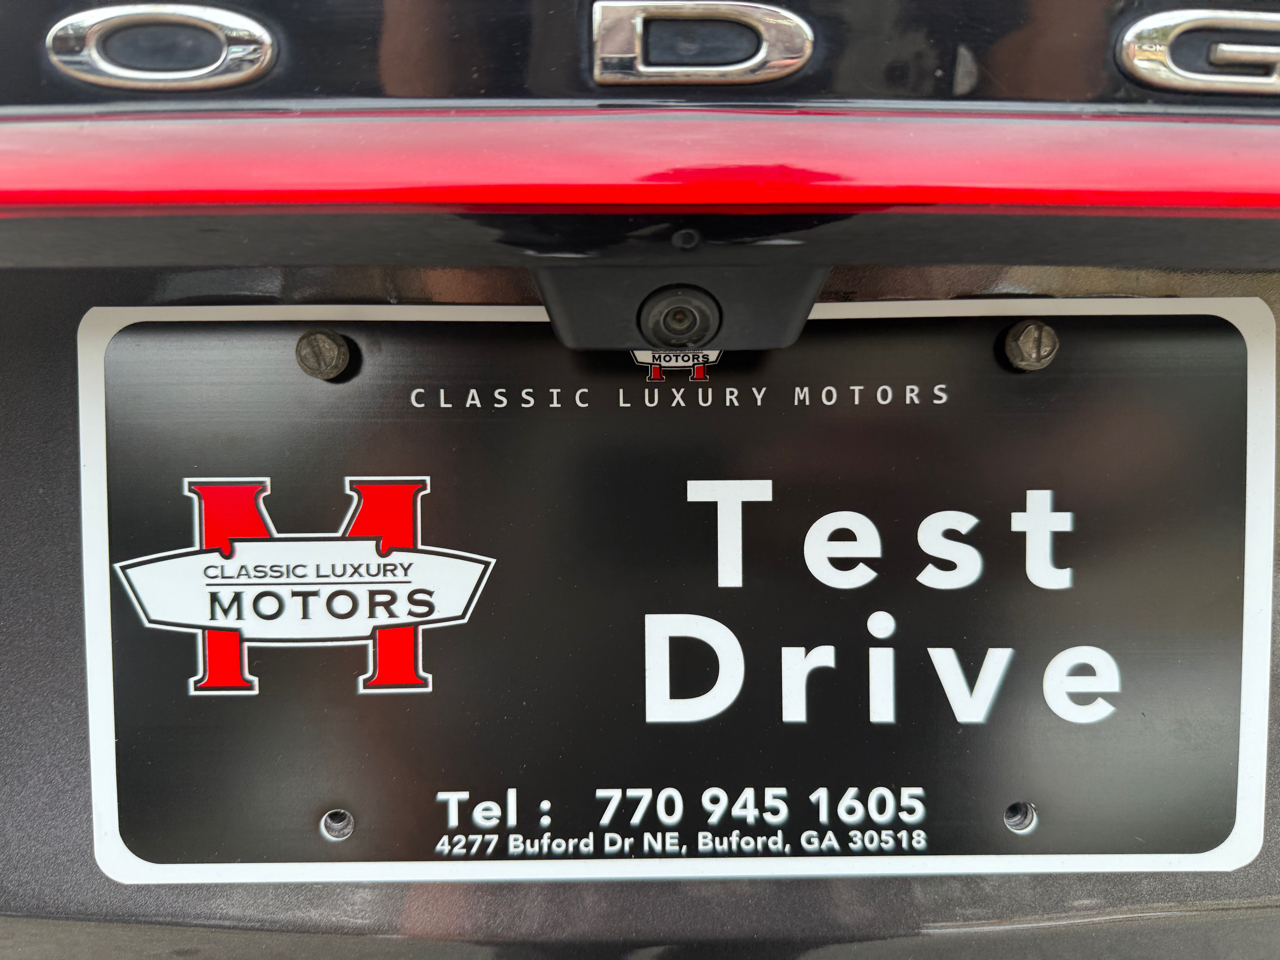 ODG
MOTORS
CLASSIC LUXURY MOTORS
CLASSIC LUXURY
MOTORS
Test
Drive
Tel : 770 945 1605
4277 Buford Dr NE, Buford, GA 30518